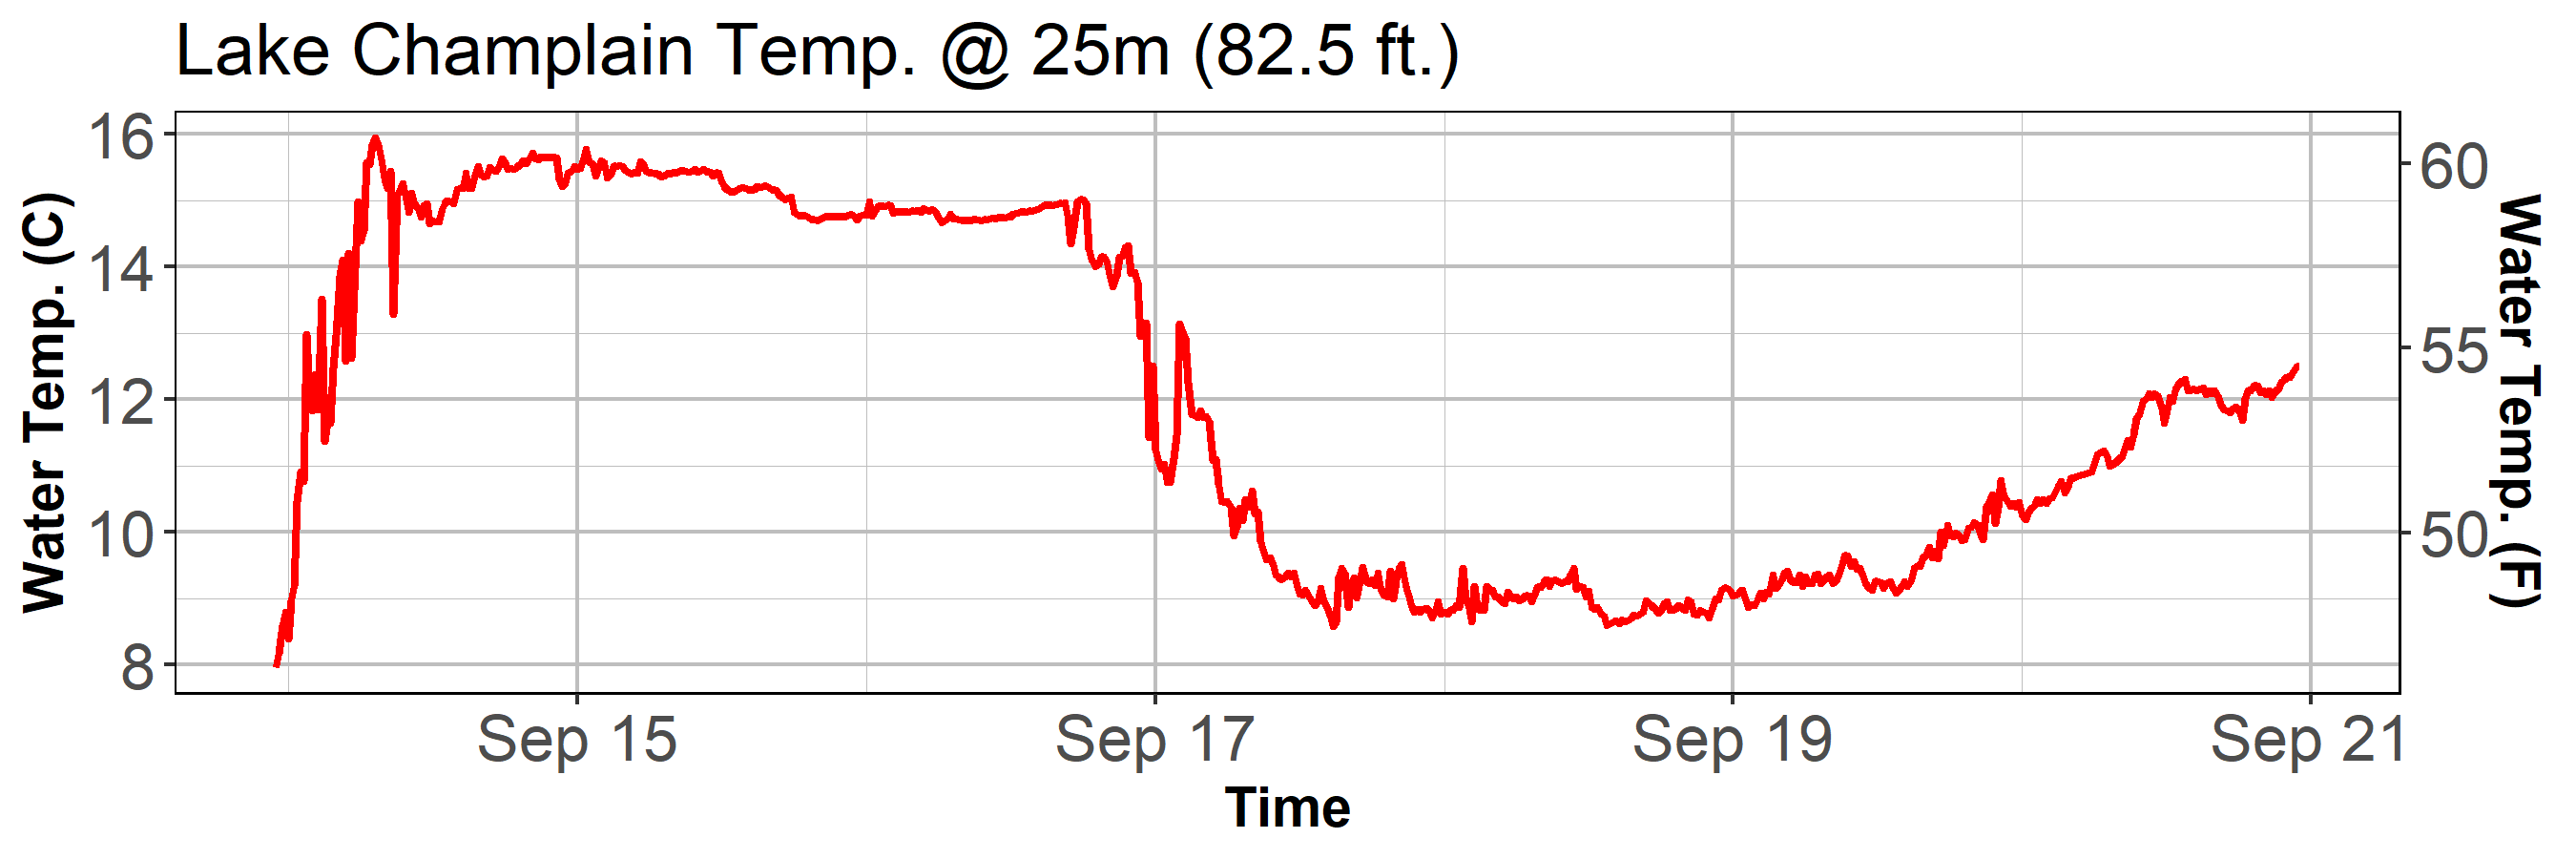 Lake Champlain Temp. @ 25m (82.5 ft.)
Water Temp. (C)
16
14
12
10
8
60
55
50
Water Temp. (F)
Sep 15 Sep 17 Sep 19 Sep 21
Time